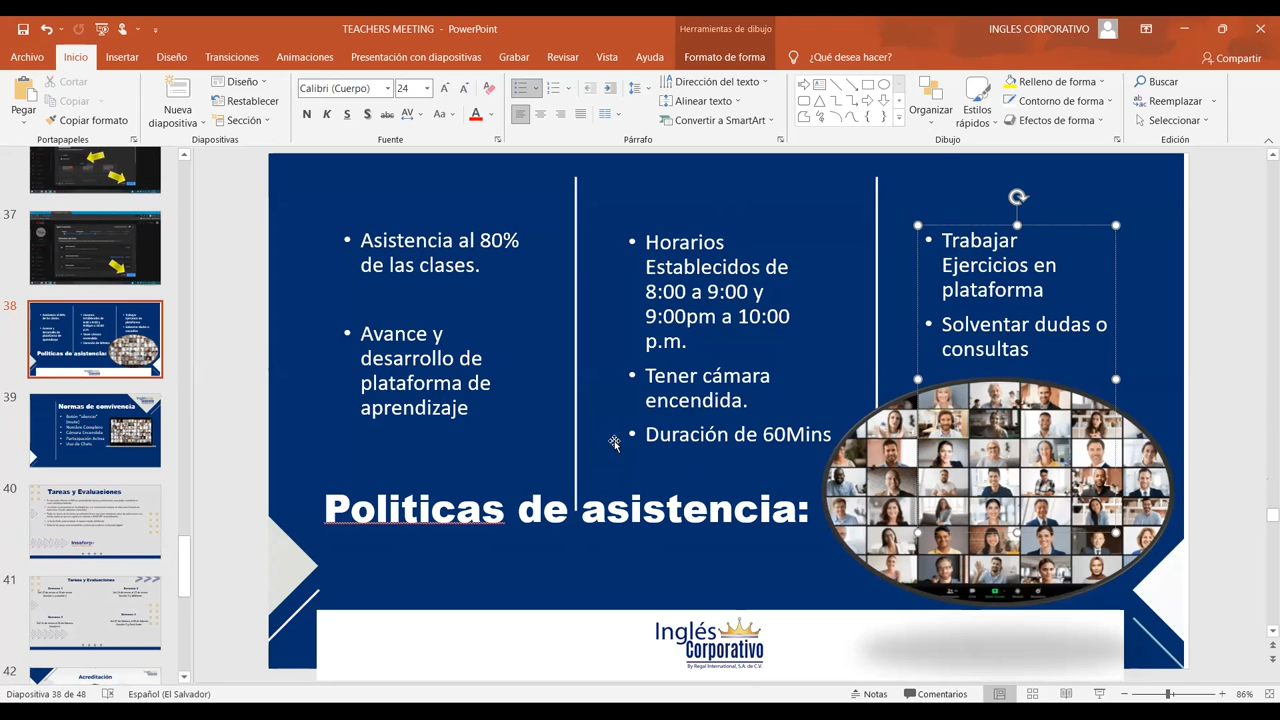 TEACHERS MEETING - PowerPoint
Herramientas de dibujo
INGLES CORPORATIVO
Archivo
Inicio
Insertar
Diseño
Transiciones
Animaciones
Presentación con diapositivas
Grabar
Revisar
Vista
Ayuda
Formato de forma
¿Qué desea hacer?
Compartir
Pegar
Cortar
Copiar
Copiar formato
Portapapeles
Nueva
diapositiva
Diseño
Restablecer
Sección
Diapositivas
Calibri (Cuerpo)
24
N K S S abc AV Aa A
Fuente
Dirección del texto
Alinear texto
Convertir a SmartArt
Párrafo
Organizar
Estilos
rápidos
Relleno de forma
Contorno de forma
Efectos de forma
Dibujo
Buscar
Reemplazar
Seleccionar
Edición
37
38
Politicas de asistencia:
39
Normas de convivencia
40
Tareas y Evaluaciones
Insaforp
41
Tareas y Evaluaciones
42
Acreditación
• Asistencia al 80%
de las clases.
• Avance y
desarrollo de
plataforma de
aprendizaje
• Horarios
Establecidos de
8:00 a 9:00 y
9:00pm a 10:00
p.m.
• Tener cámara
encendida.
• Duración de 60Mins
• Trabajar
Ejercicios en
plataforma
• Solventar dudas o
consultas
Politicas de asistencia:
Inglés
Corporativo
By Regal International, S.A. de C.V.
Diapositiva 38 de 48
Español (El Salvador)
Notas
Comentarios
86%